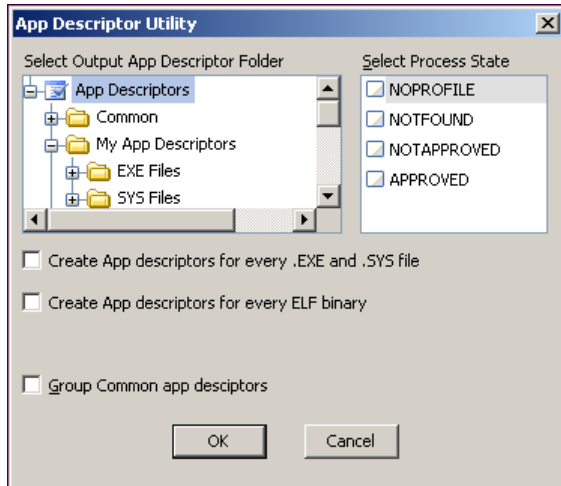 App Descriptor Utility
Select Output App Descriptor Folder
Select Process State
App Descriptors
Common
My App Descriptors
EXE Files
SYS Files
NOPROFILE
NOTFOUND
NOTAPPROVED
APPROVED
Create App descriptors for every .EXE and .SYS file
Create App descriptors for every ELF binary
Group Common app desciptors
OK
Cancel